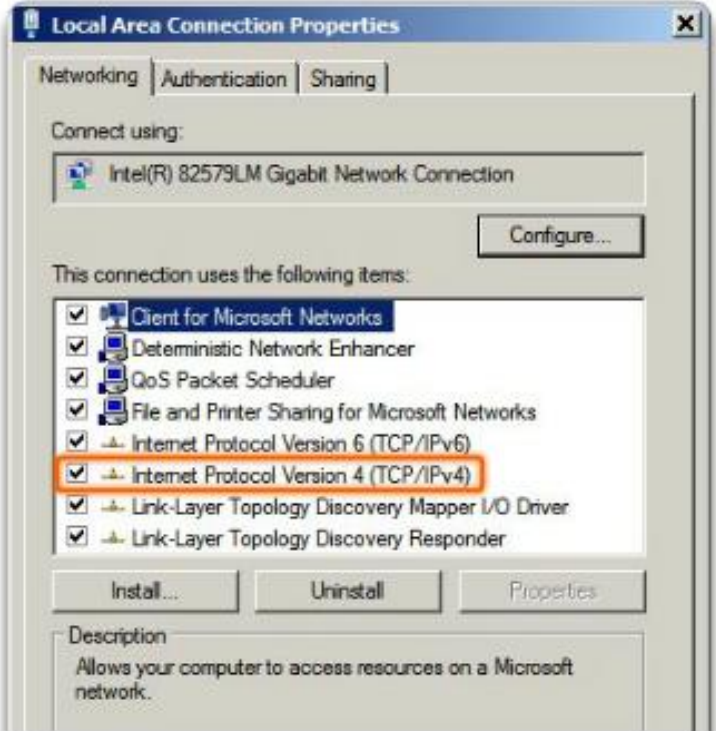 Local Area Connection Properties
Networking
Authentication
Sharing
Connect using:
Intel(R) 82579LM Gigabit Network Connection
Configure...
This connection uses the following items:
Client for Microsoft Networks
Deterministic Network Enhancer
QoS Packet Scheduler
File and Printer Sharing for Microsoft Networks
Internet Protocol Version 6 (TCP/IPv6)
Internet Protocol Version 4 (TCP/IPv4)
Link-Layer Topology Discovery Mapper I/O Driver
Link-Layer Topology Discovery Responder
Install...
Uninstall
Properties
Description
Allows your computer to access resources on a Microsoft
network.